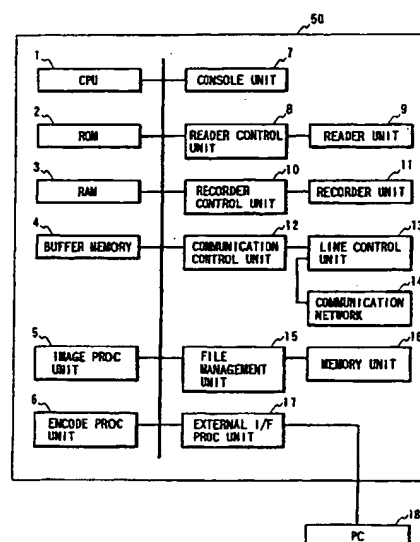 50
1
CPU
7
CONSOLE UNIT
2
ROM
8
READER CONTROL
UNIT
9
READER UNIT
3
RAM
10
RECORDER
CONTROL UNIT
11
RECORDER UNIT
4
BUFFER MEMORY
12
COMMUNICATION
CONTROL UNIT
13
LINE CONTROL
UNIT
14
COMMUNICATION
NETWORK
5
IMAGE PROC
UNIT
15
FILE
MANAGEMENT
UNIT
16
MEMORY UNIT
6
ENCODE PROC
UNIT
17
EXTERNAL I/F
PROC UNIT
18
PC